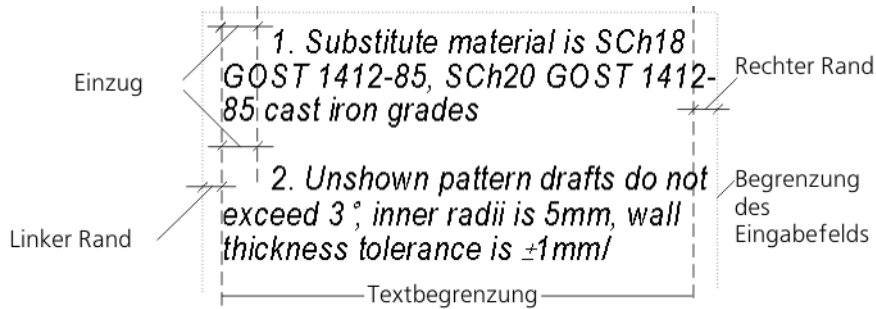 1. Substitute material is SCh18
GOST 1412-85, SCh20 GOST 1412-
85 cast iron grades
Einzug
Rechter Rand
2. Unshown pattern drafts do not
exceed 3°, inner radii is 5mm, wall
thickness tolerance is ±1mm/
Linker Rand
Begrenzung
des
Eingabefelds
Textbegrenzung